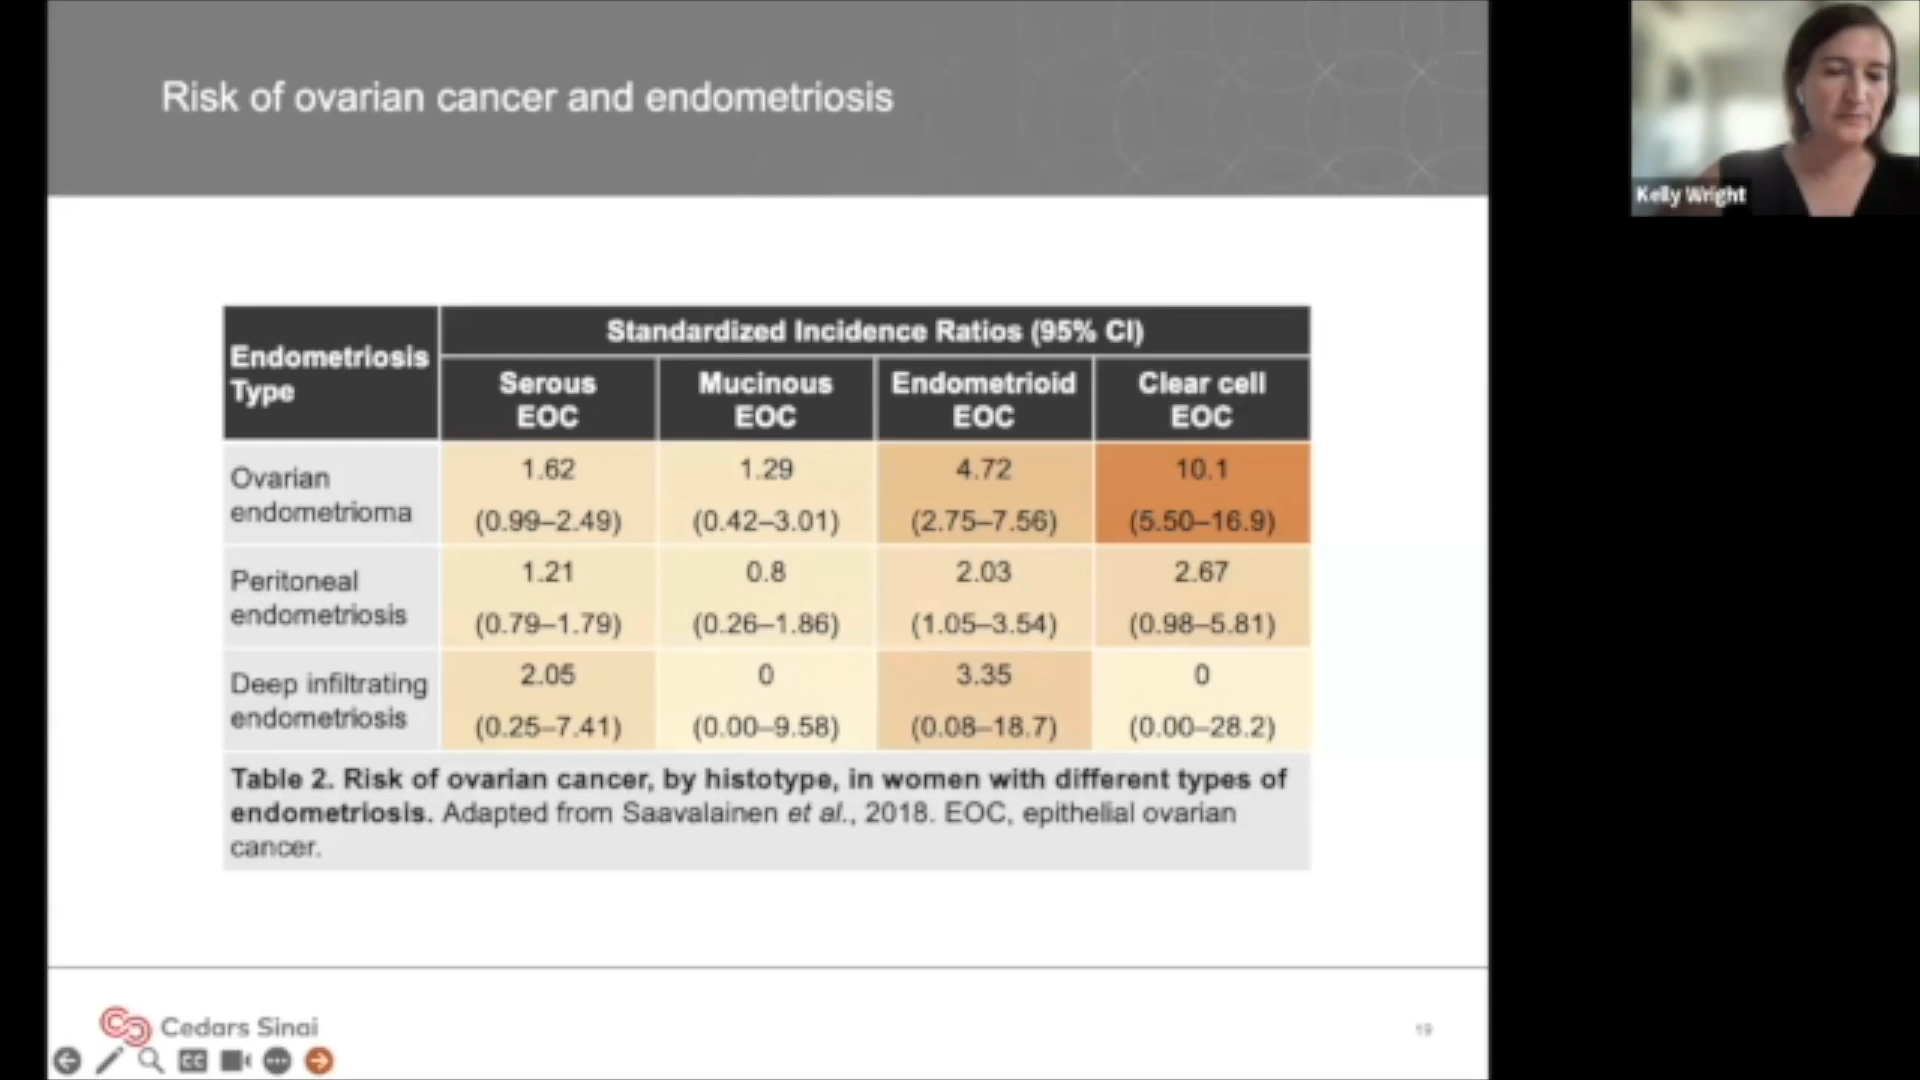 Risk of ovarian cancer and endometriosis
Kelly Wright
Endometriosis
Type
Standardized Incidence Ratios (95% CI)
Serous
EOC
Mucinous
EOC
Endometrioid
EOC
Clear cell
EOC
Ovarian
endometrioma
1.62
(0.99–2.49)
1.29
(0.42–3.01)
4.72
(2.75–7.56)
10.1
(5.50–16.9)
Peritoneal
endometriosis
1.21
(0.79–1.79)
0.8
(0.26–1.86)
2.03
(1.05–3.54)
2.67
(0.98–5.81)
Deep infiltrating
endometriosis
2.05
(0.25–7.41)
0
(0.00–9.58)
3.35
(0.08–18.7)
0
(0.00–28.2)
Table 2. Risk of ovarian cancer, by histotype, in women with different types of
endometriosis. Adapted from Saavalainen et al., 2018. EOC, epithelial ovarian
cancer.
Cedars Sinai
19
CC